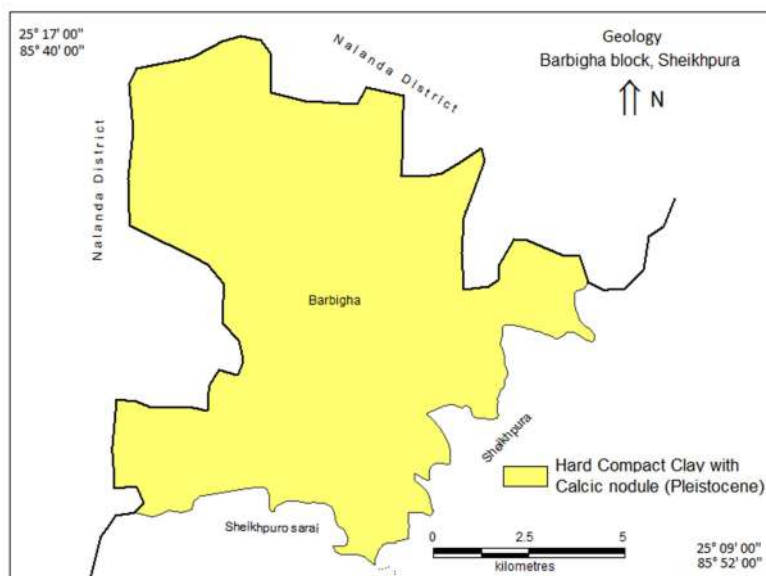 25° 17' 00"
85° 40' 00"
Geology
Barbigha block, Sheikhpura
N
Nalanda District
Nalanda District
Barbigha
Sheikhpura
Hard Compact Clay with
Calcic nodule (Pleistocene)
Sheikhpuro sarai
0 2.5 5
kilometres
25° 09' 00"
85° 52' 00"